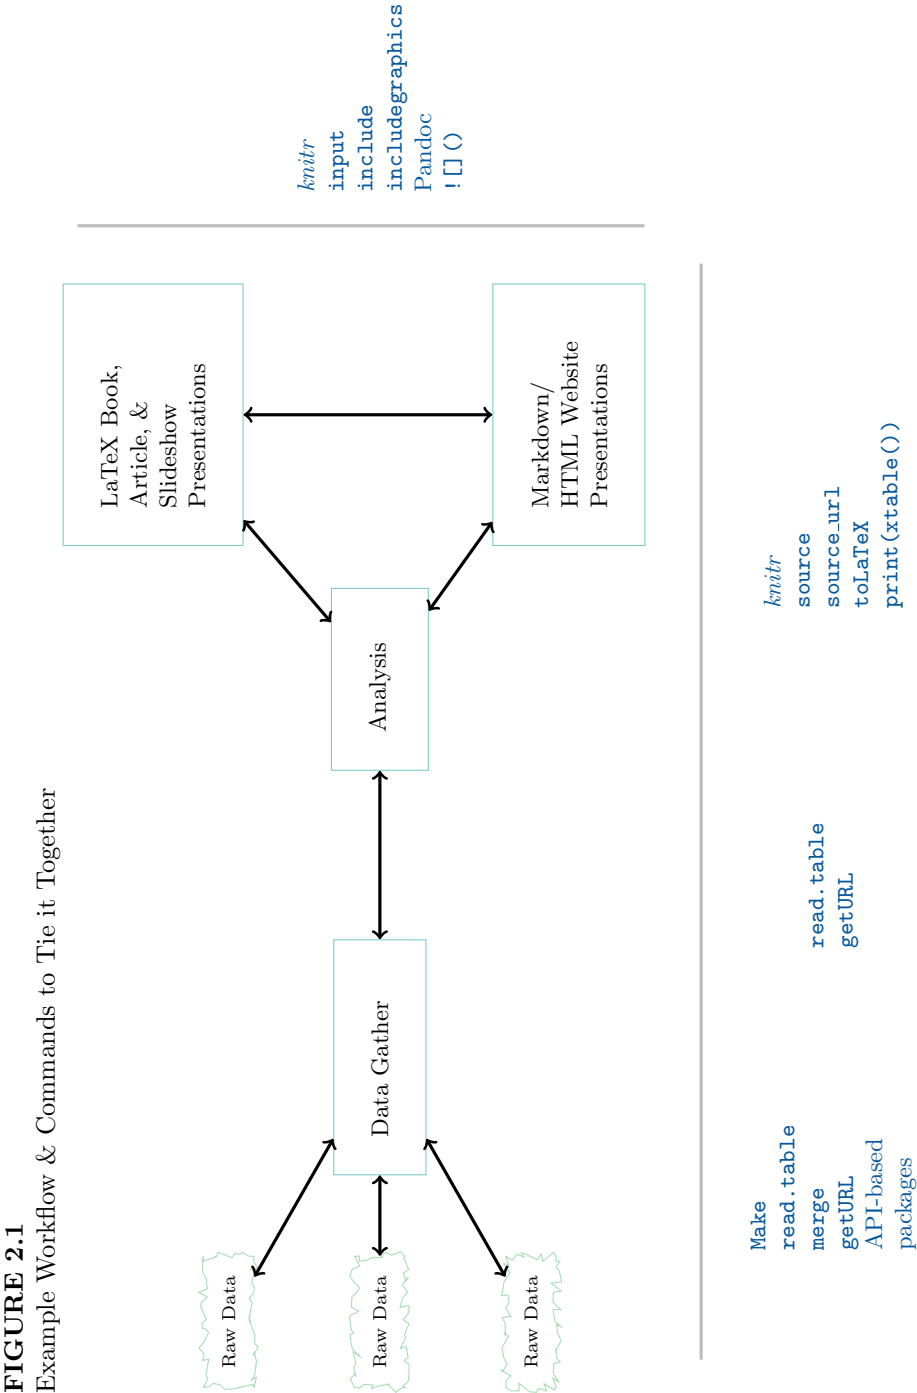 FIGURE 2.1
Example Workflow & Commands to Tie it Together
Raw Data
Raw Data
Raw Data
Data Gather
Analysis
LaTeX Book,
Article, &
Slideshow
Presentations
Markdown/
HTML Website
Presentations
knitr
input
include
includegraphics
Pandoc
![]()
Make
read.table
merge
getURL
API-based
packages
read.table
getURL
knitr
source
source_url
toLaTeX
print(xtable())